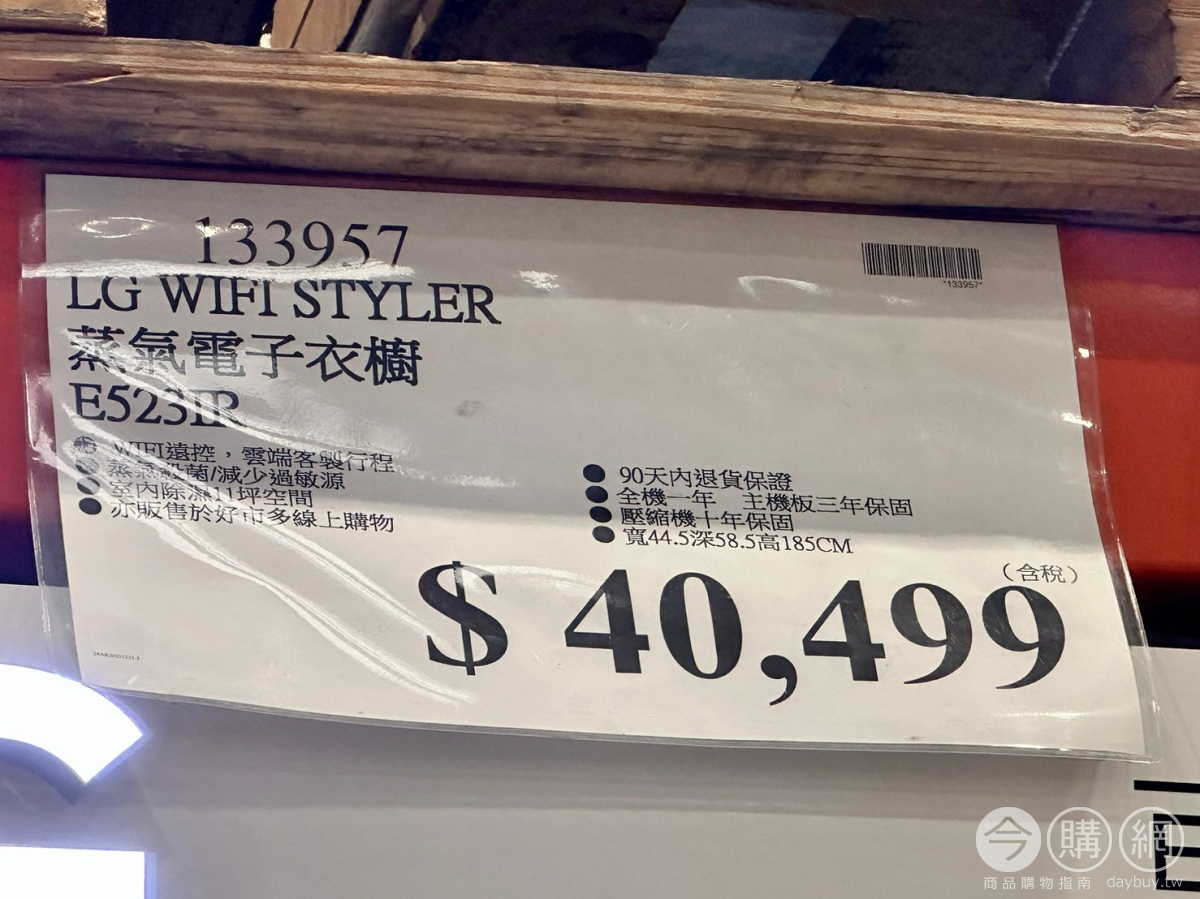 133957
LG WIFI STYLER
蒸氣電子衣櫥
E523IR
*133957*
● WIFI遠控，雲端客製行程
● 蒸氣殺菌/減少過敏源
● 室內除濕11坪空間
● 亦販售於好市多線上購物
● 90天內退貨保證
● 全機一年　主機板三年保固
● 壓縮機十年保固
● 寬44.5深58.5高185CM
（含稅）
$ 40,499
今購網
商品購物指南 daybuy.tw